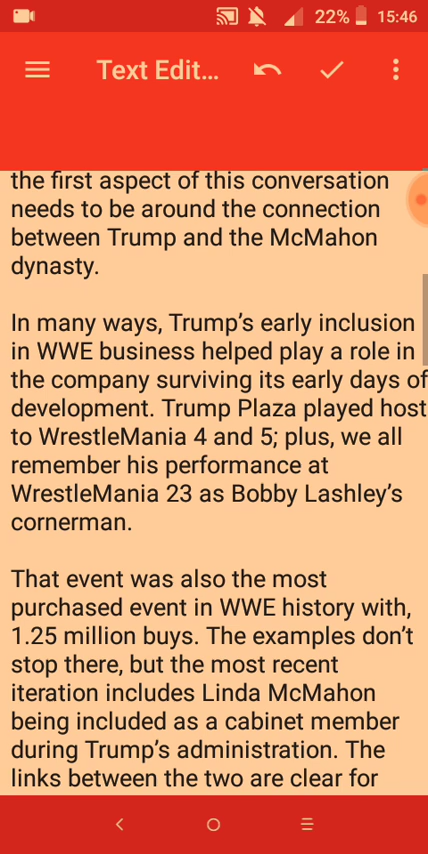 22% 15:46
Text Edit...
the first aspect of this conversation
needs to be around the connection
between Trump and the McMahon
dynasty.
In many ways, Trump’s early inclusion
in WWE business helped play a role in
the company surviving its early days of
development. Trump Plaza played host
to WrestleMania 4 and 5; plus, we all
remember his performance at
WrestleMania 23 as Bobby Lashley’s
cornerman.
That event was also the most
purchased event in WWE history with,
1.25 million buys. The examples don’t
stop there, but the most recent
iteration includes Linda McMahon
being included as a cabinet member
during Trump’s administration. The
links between the two are clear for